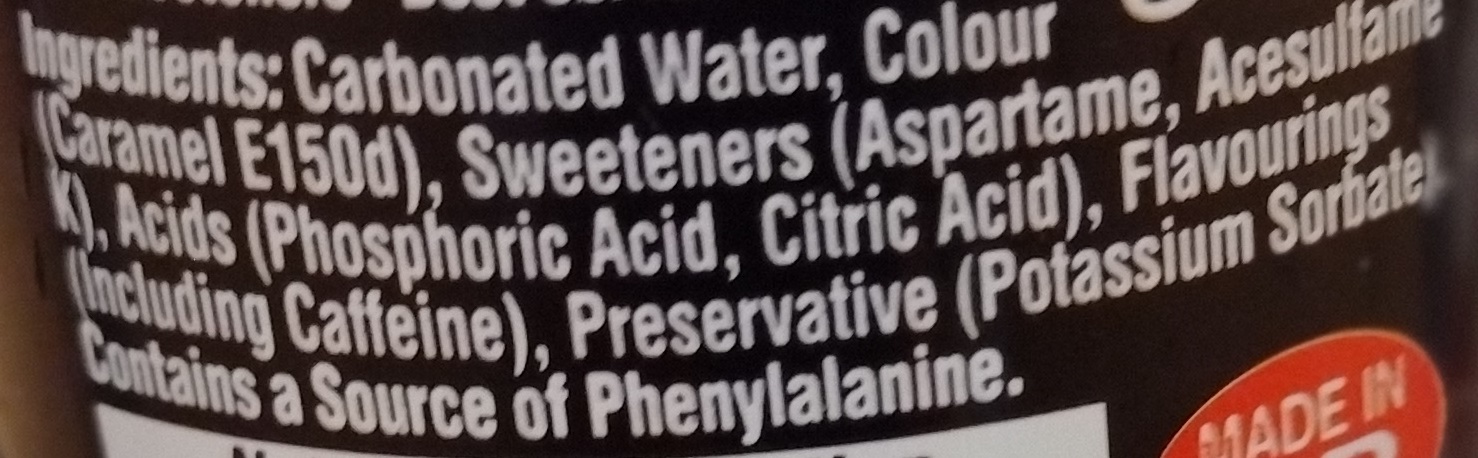 Ingredients: Carbonated Water, Colour
(Caramel E150d), Sweeteners (Aspartame, Acesulfame
K), Acids (Phosphoric Acid, Citric Acid), Flavourings
(Including Caffeine), Preservative (Potassium Sorbate).
Contains a Source of Phenylalanine.
MADE IN